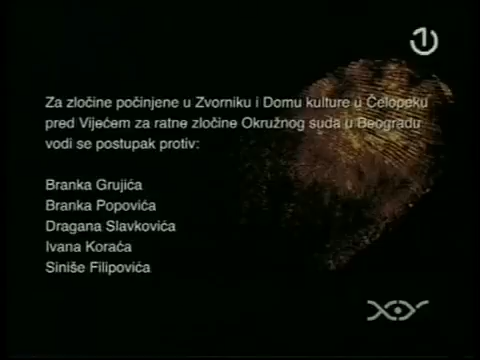 1
Za zločine počinjene u Zvorniku i Domu kulture u Čelopeku
pred Vijećem za ratne zločine Okružnog suda u Beogradu
vodi se postupak protiv:
Branka Grujića
Branka Popovića
Dragana Slavkovića
Ivana Koraća
Siniše Filipovića